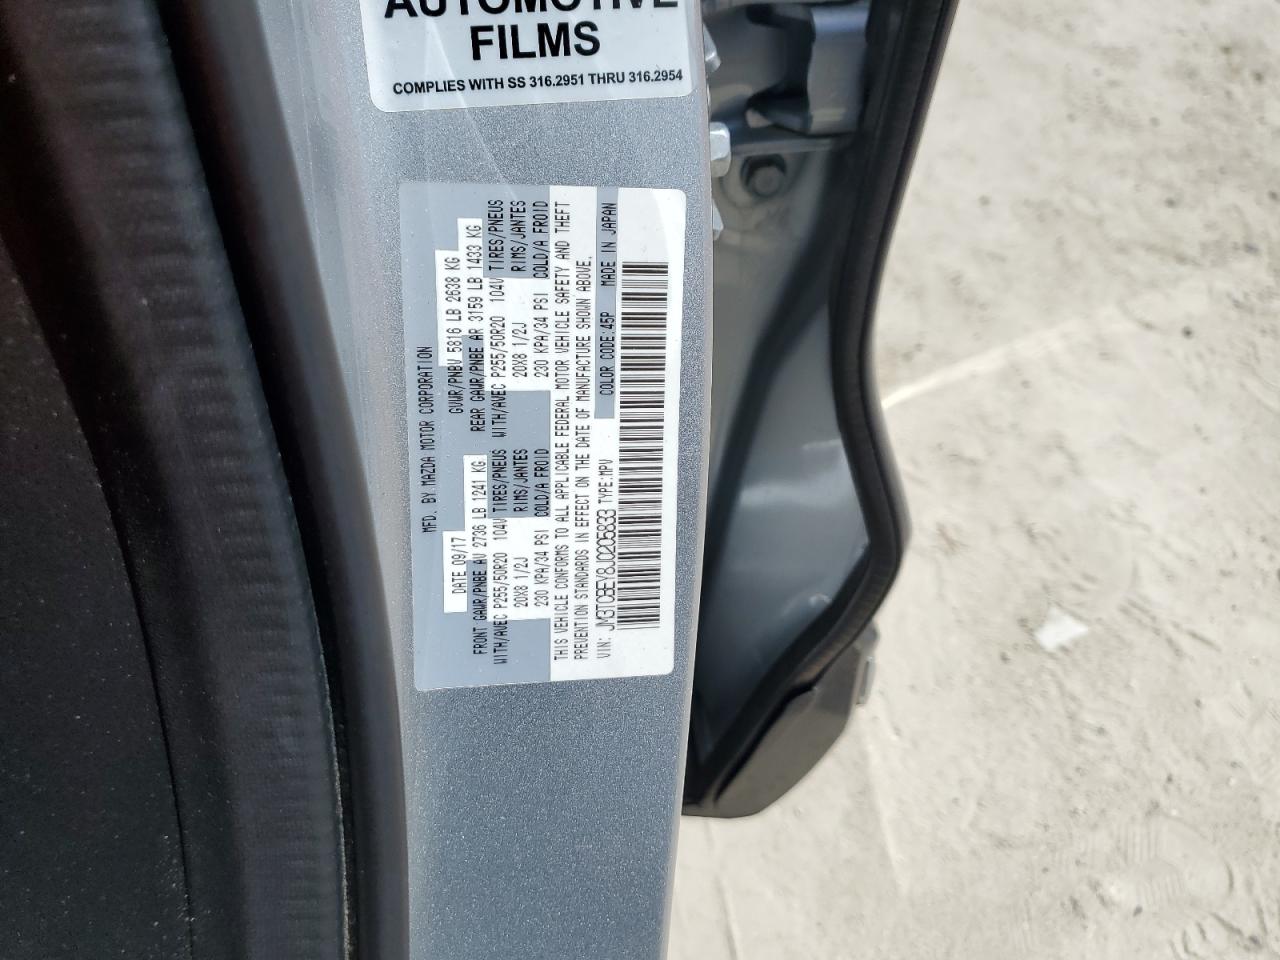 AUTOMOTIVE
FILMS
COMPLIES WITH SS 316.2951 THRU 316.2954
MFD. BY MAZDA MOTOR CORPORATION
DATE 09/17 GVWR/PNBV 5816 LB 2638 KG
FRONT GAWR/PNBE AV 2736 LB 1241 KG REAR GAWR/PNBE AR 3159 LB 1433 KG
WITH/AVEC P255/50R20 104V TIRES/PNEUS WITH/AVEC P255/50R20 104V TIRES/PNEUS
20X8 1/2J RIMS/JANTES 20X8 1/2J RIMS/JANTES
230 KPA/34 PSI COLD/A FROID 230 KPA/34 PSI COLD/A FROID
THIS VEHICLE CONFORMS TO ALL APPLICABLE FEDERAL MOTOR VEHICLE SAFETY AND THEFT
PREVENTION STANDARDS IN EFFECT ON THE DATE OF MANUFACTURE SHOWN ABOVE.
VIN: JM3TCBEY8J0205833 TYPE:MPV COLOR CODE:45P MADE IN JAPAN